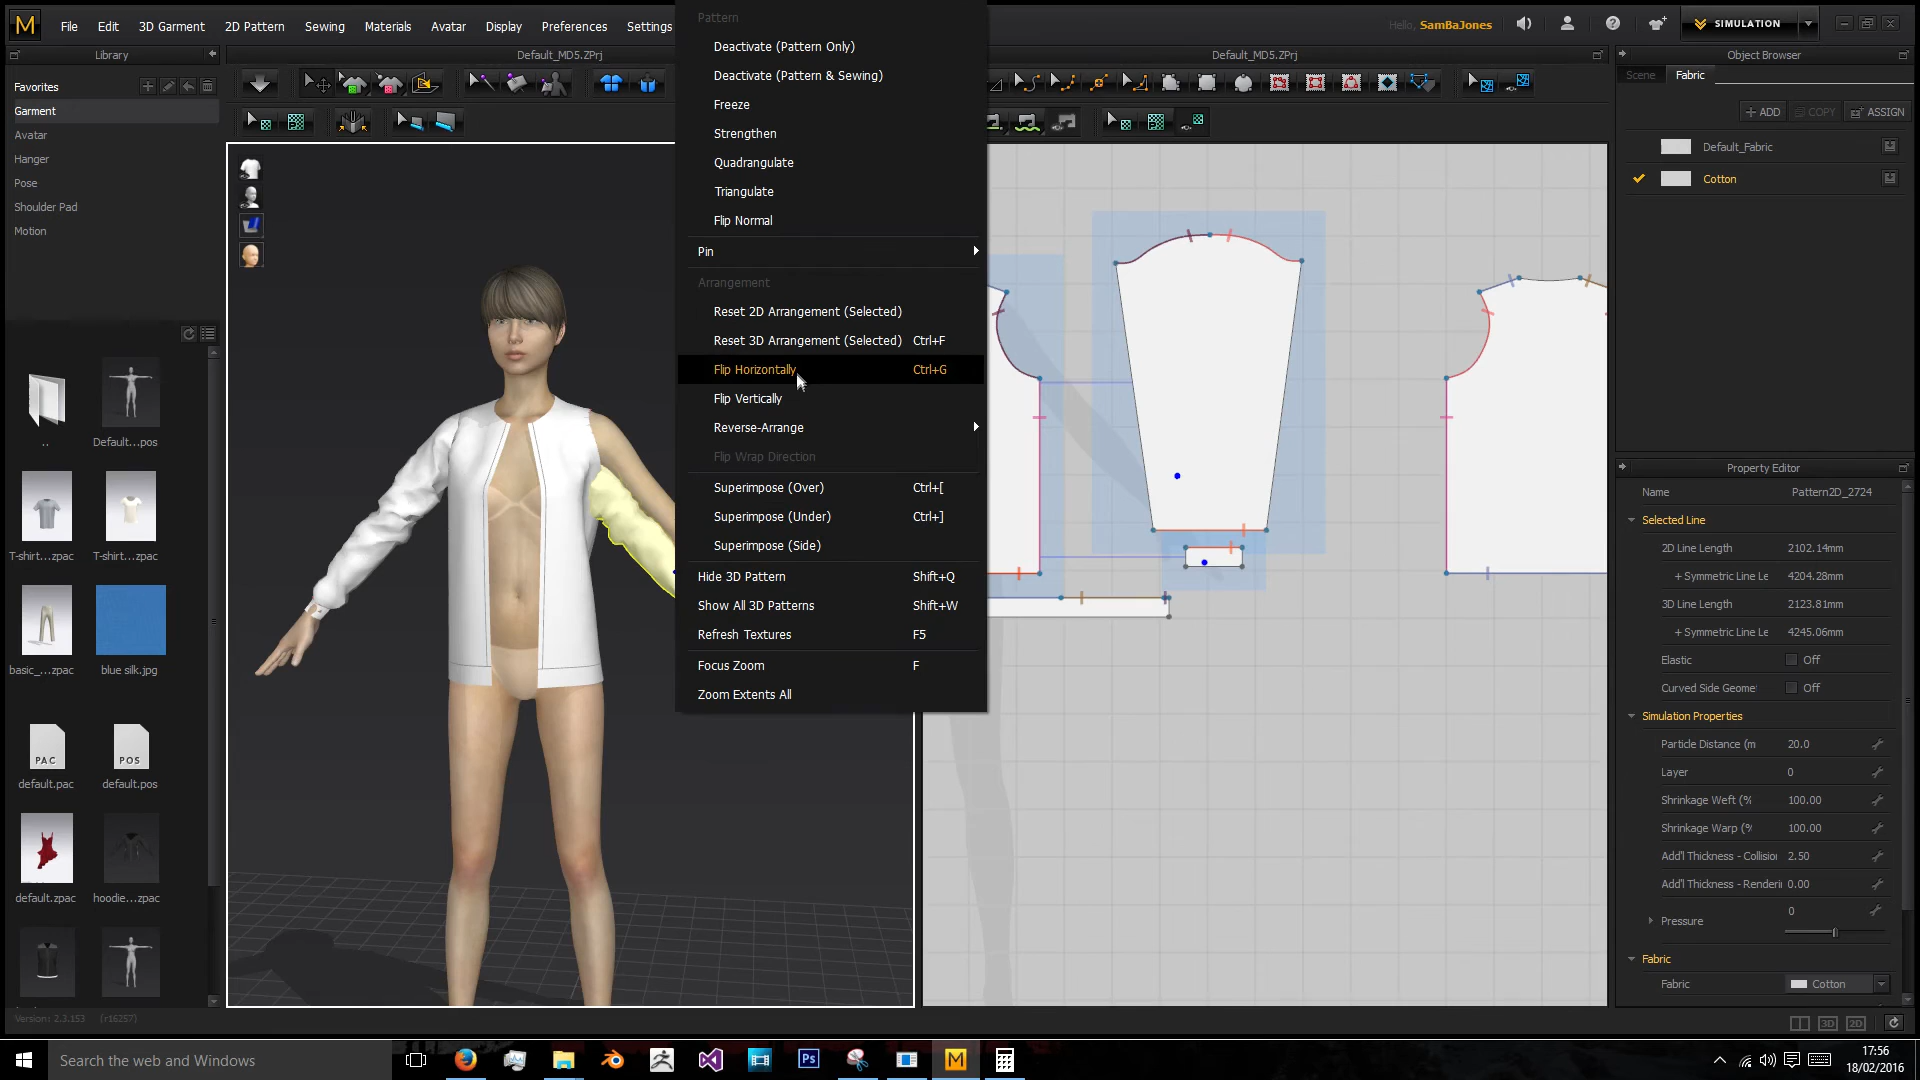 M File Edit 3D Garment 2D Pattern Sewing Materials Avatar Display Preferences Settings
Hello, SamBaJones
SIMULATION
Library
Default_MD5.ZPrj
Default_MD5.ZPrj
Object Browser
Favorites
Garment
Avatar
Hanger
Pose
Shoulder Pad
Motion
..
Default...pos
T-shirt...zpac
T-shirt...zpac
basic_...zpac
blue silk.jpg
PAC
POS
default.pac
default.pos
default.zpac
hoodie...zpac
Version: 2.3.153 (r16257)
Pattern
Deactivate (Pattern Only)
Deactivate (Pattern & Sewing)
Freeze
Strengthen
Quadrangulate
Triangulate
Flip Normal
Pin
Arrangement
Reset 2D Arrangement (Selected)
Reset 3D Arrangement (Selected) Ctrl+F
Flip Horizontally Ctrl+G
Flip Vertically
Reverse-Arrange
Flip Wrap Direction
Superimpose (Over) Ctrl+[
Superimpose (Under) Ctrl+]
Superimpose (Side)
Hide 3D Pattern Shift+Q
Show All 3D Patterns Shift+W
Refresh Textures F5
Focus Zoom F
Zoom Extents All
Scene Fabric
+ ADD COPY ASSIGN
Default_Fabric
Cotton
Property Editor
Name Pattern2D_2724
Selected Line
2D Line Length 2102.14mm
+ Symmetric Line Le 4204.28mm
3D Line Length 2123.81mm
+ Symmetric Line Le 4245.06mm
Elastic Off
Curved Side Geome Off
Simulation Properties
Particle Distance (m 20.0
Layer 0
Shrinkage Weft (% 100.00
Shrinkage Warp (% 100.00
Add'l Thickness - Collision 2.50
Add'l Thickness - Renderi 0.00
Pressure 0
Fabric
Fabric Cotton
3D 2D
Search the web and Windows
Ps
M
17:56
18/02/2016